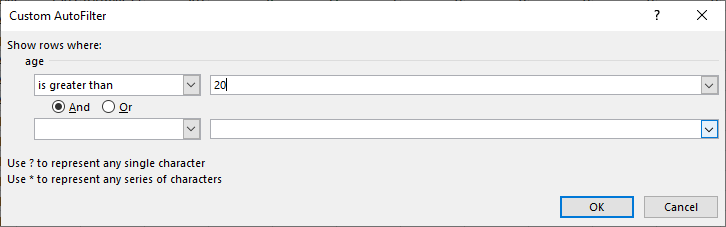 Custom AutoFilter ?
Show rows where:
age
is greater than 20
And Or
Use ? to represent any single character
Use * to represent any series of characters
OK Cancel